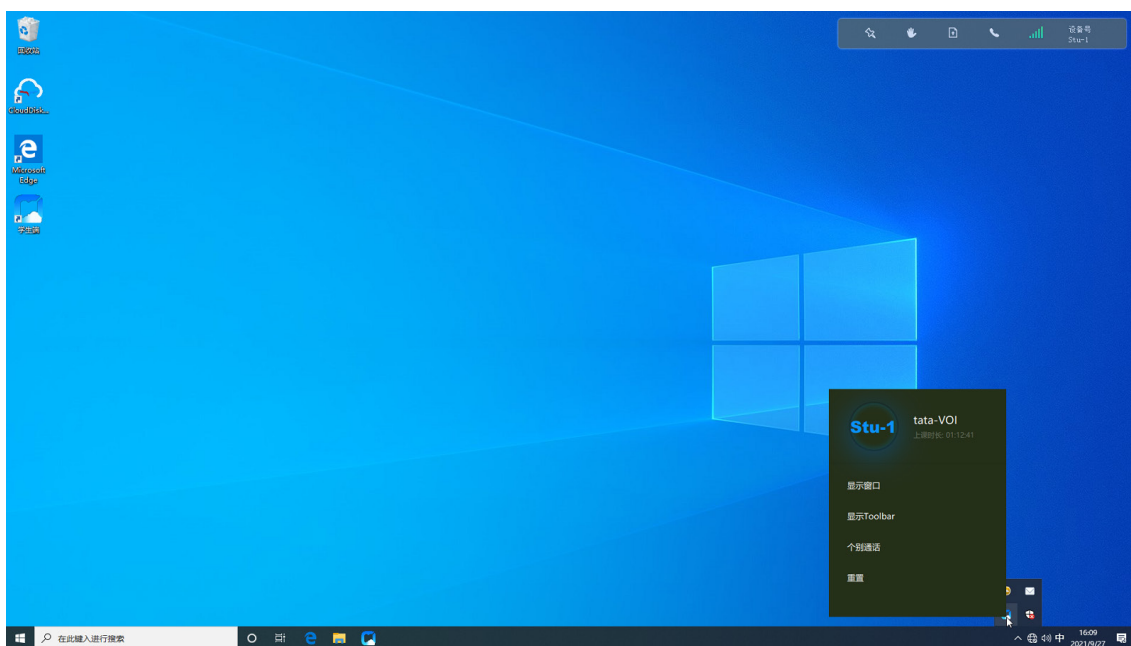 回收站
设备号
Stu-1
CloudDisk...
Microsoft
Edge
学生端
Stu-1
tata-VOI
上课时长: 01:12:41
显示窗口
显示Toolbar
个别通话
重置
在此键入进行搜索
中
16:09
2021/9/27